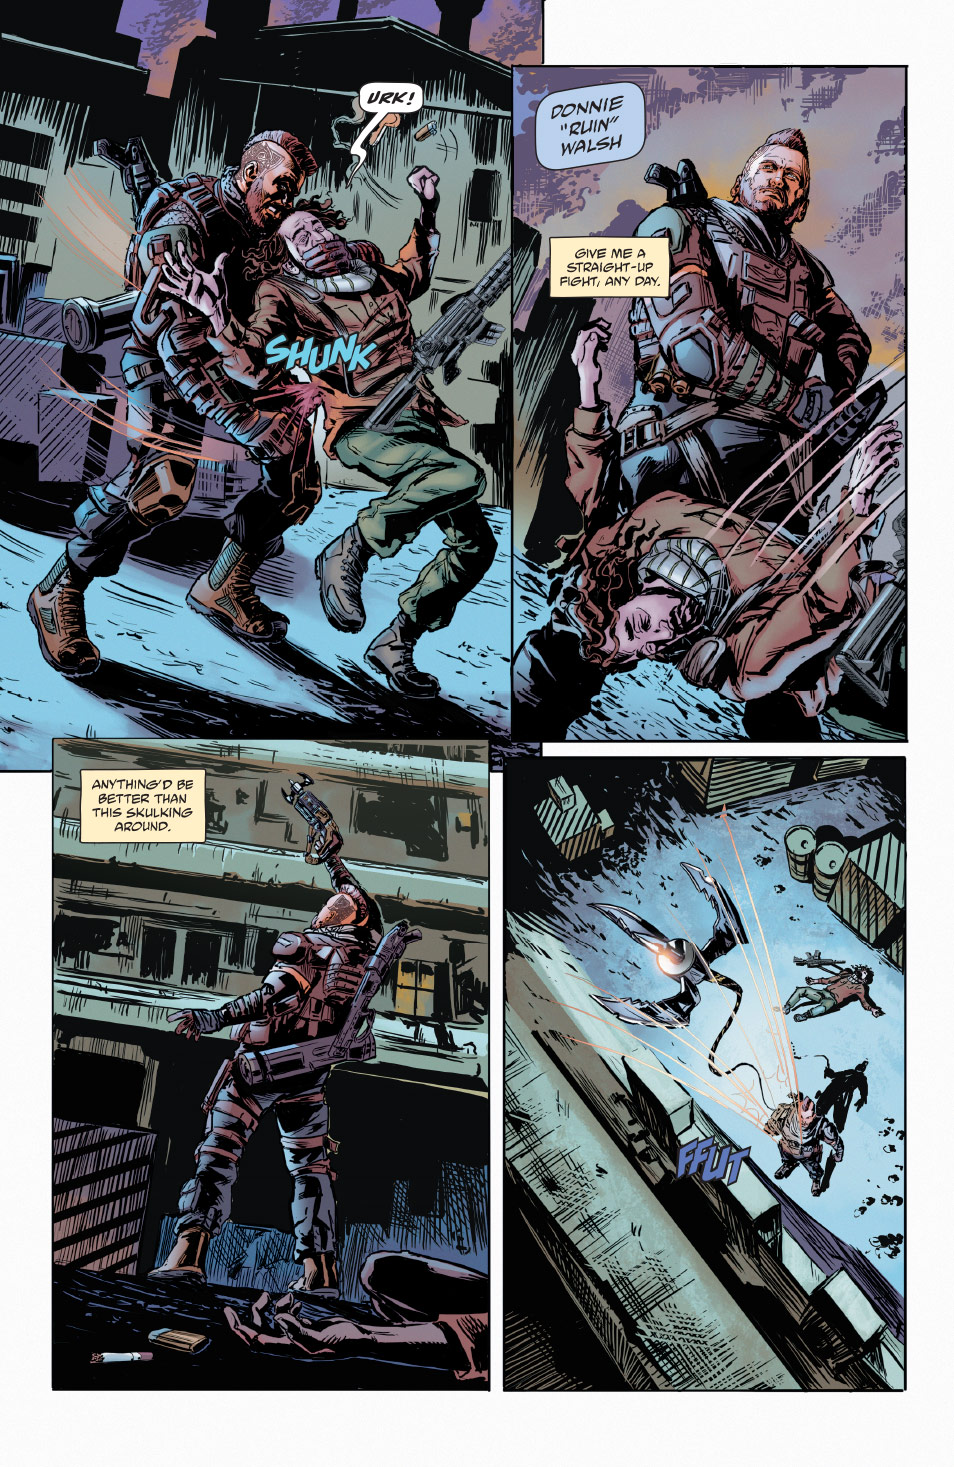 URK!
SHUNK
DONNIE
"RUIN"
WALSH
GIVE ME A
STRAIGHT-UP
FIGHT, ANY DAY.
ANYTHING'D BE
BETTER THAN
THIS SKULKING
AROUND.
FFUT